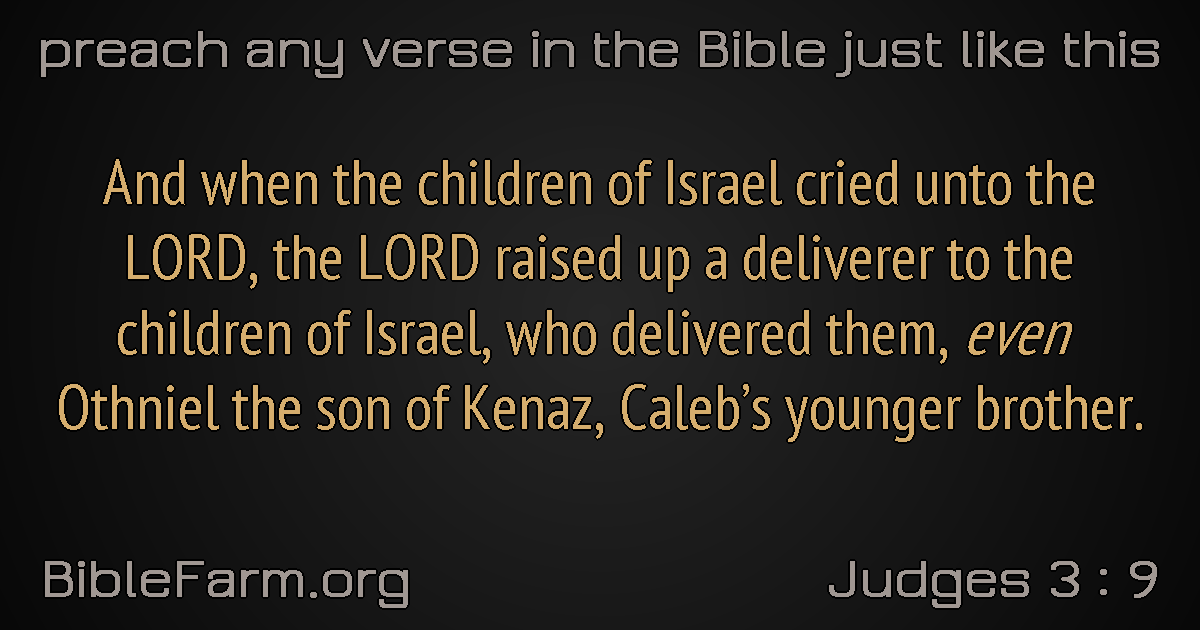 preach any verse in the Bible just like this
And when the children of Israel cried unto the
LORD, the LORD raised up a deliverer to the
children of Israel, who delivered them, even
Othniel the son of Kenaz, Caleb’s younger brother.
BibleFarm.org
Judges 3 : 9